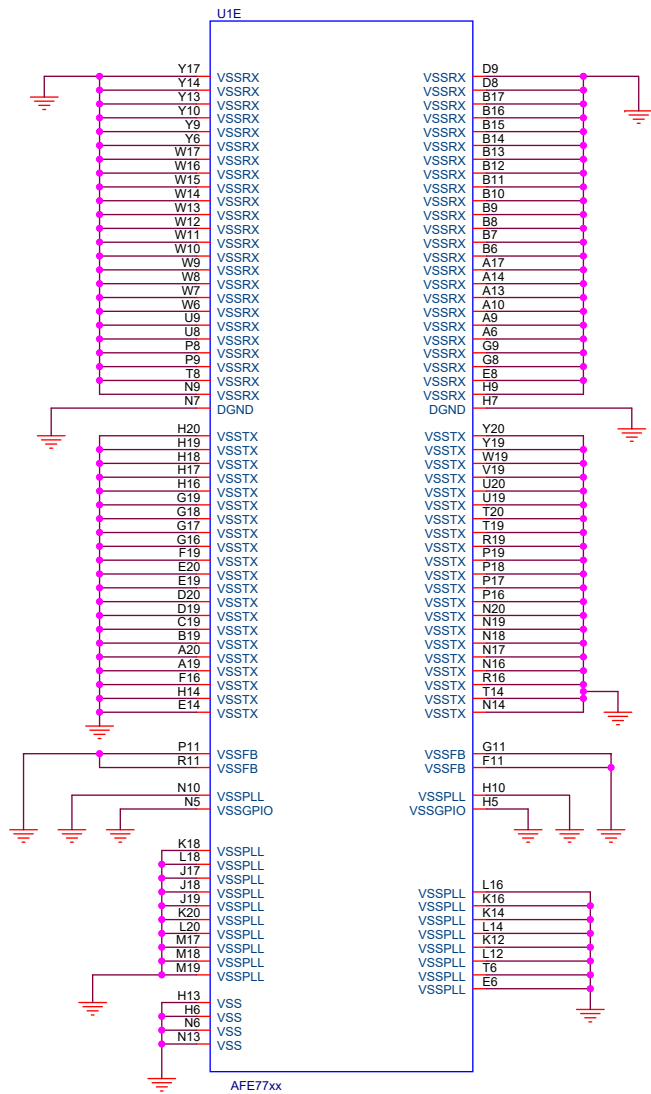 U1E
Y17 VSSRX VSSRX D9
Y14 VSSRX VSSRX D8
Y13 VSSRX VSSRX B17
Y10 VSSRX VSSRX B16
Y9 VSSRX VSSRX B15
Y6 VSSRX VSSRX B14
W17 VSSRX VSSRX B13
W16 VSSRX VSSRX B12
W15 VSSRX VSSRX B11
W14 VSSRX VSSRX B10
W13 VSSRX VSSRX B9
W12 VSSRX VSSRX B8
W11 VSSRX VSSRX B7
W10 VSSRX VSSRX B6
W9 VSSRX VSSRX A17
W8 VSSRX VSSRX A14
W7 VSSRX VSSRX A13
W6 VSSRX VSSRX A10
U9 VSSRX VSSRX A9
U8 VSSRX VSSRX A6
P8 VSSRX VSSRX G9
P9 VSSRX VSSRX G8
T8 VSSRX VSSRX E8
N9 VSSRX VSSRX H9
N7 DGND DGND H7
H20 VSSTX VSSTX Y20
H19 VSSTX VSSTX Y19
H18 VSSTX VSSTX W19
H17 VSSTX VSSTX V19
H16 VSSTX VSSTX U20
G19 VSSTX VSSTX U19
G18 VSSTX VSSTX T20
G17 VSSTX VSSTX T19
G16 VSSTX VSSTX R19
F19 VSSTX VSSTX P19
E20 VSSTX VSSTX P18
E19 VSSTX VSSTX P17
D20 VSSTX VSSTX P16
D19 VSSTX VSSTX N20
C19 VSSTX VSSTX N19
B19 VSSTX VSSTX N18
A20 VSSTX VSSTX N17
A19 VSSTX VSSTX N16
F16 VSSTX VSSTX R16
H14 VSSTX VSSTX T14
E14 VSSTX VSSTX N14
P11 VSSFB VSSFB G11
R11 VSSFB VSSFB F11
N10 VSSPLL VSSPLL H10
N5 VSSGPIO VSSGPIO H5
K18 VSSPLL
L18 VSSPLL
J17 VSSPLL
J18 VSSPLL VSSPLL L16
J19 VSSPLL VSSPLL K16
K20 VSSPLL VSSPLL K14
L20 VSSPLL VSSPLL L14
M17 VSSPLL VSSPLL K12
M18 VSSPLL VSSPLL L12
M19 VSSPLL VSSPLL T6
VSSPLL E6
H13 VSS
H6 VSS
N6 VSS
N13 VSS
AFE77xx